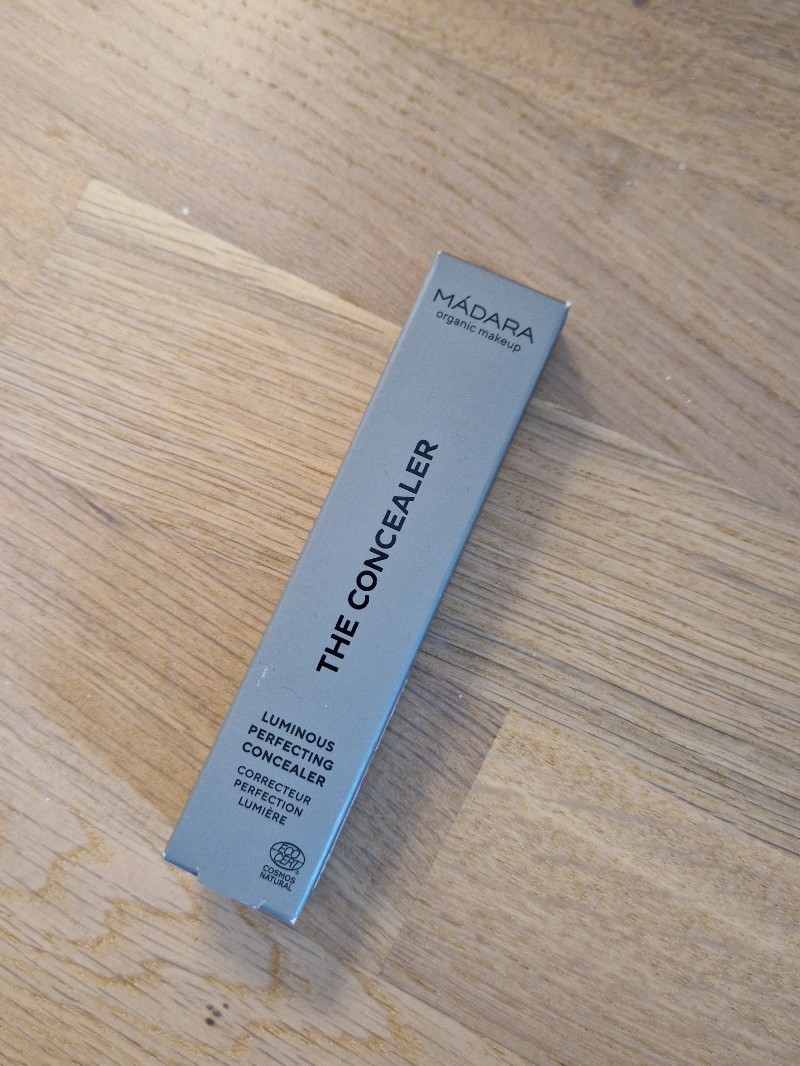 MÁDARA
organic makeup
THE CONCEALER
LUMINOUS
PERFECTING
CONCEALER
CORRECTEUR
PERFECTION
LUMIÈRE
ECO
CERT®
COSMOS
NATURAL